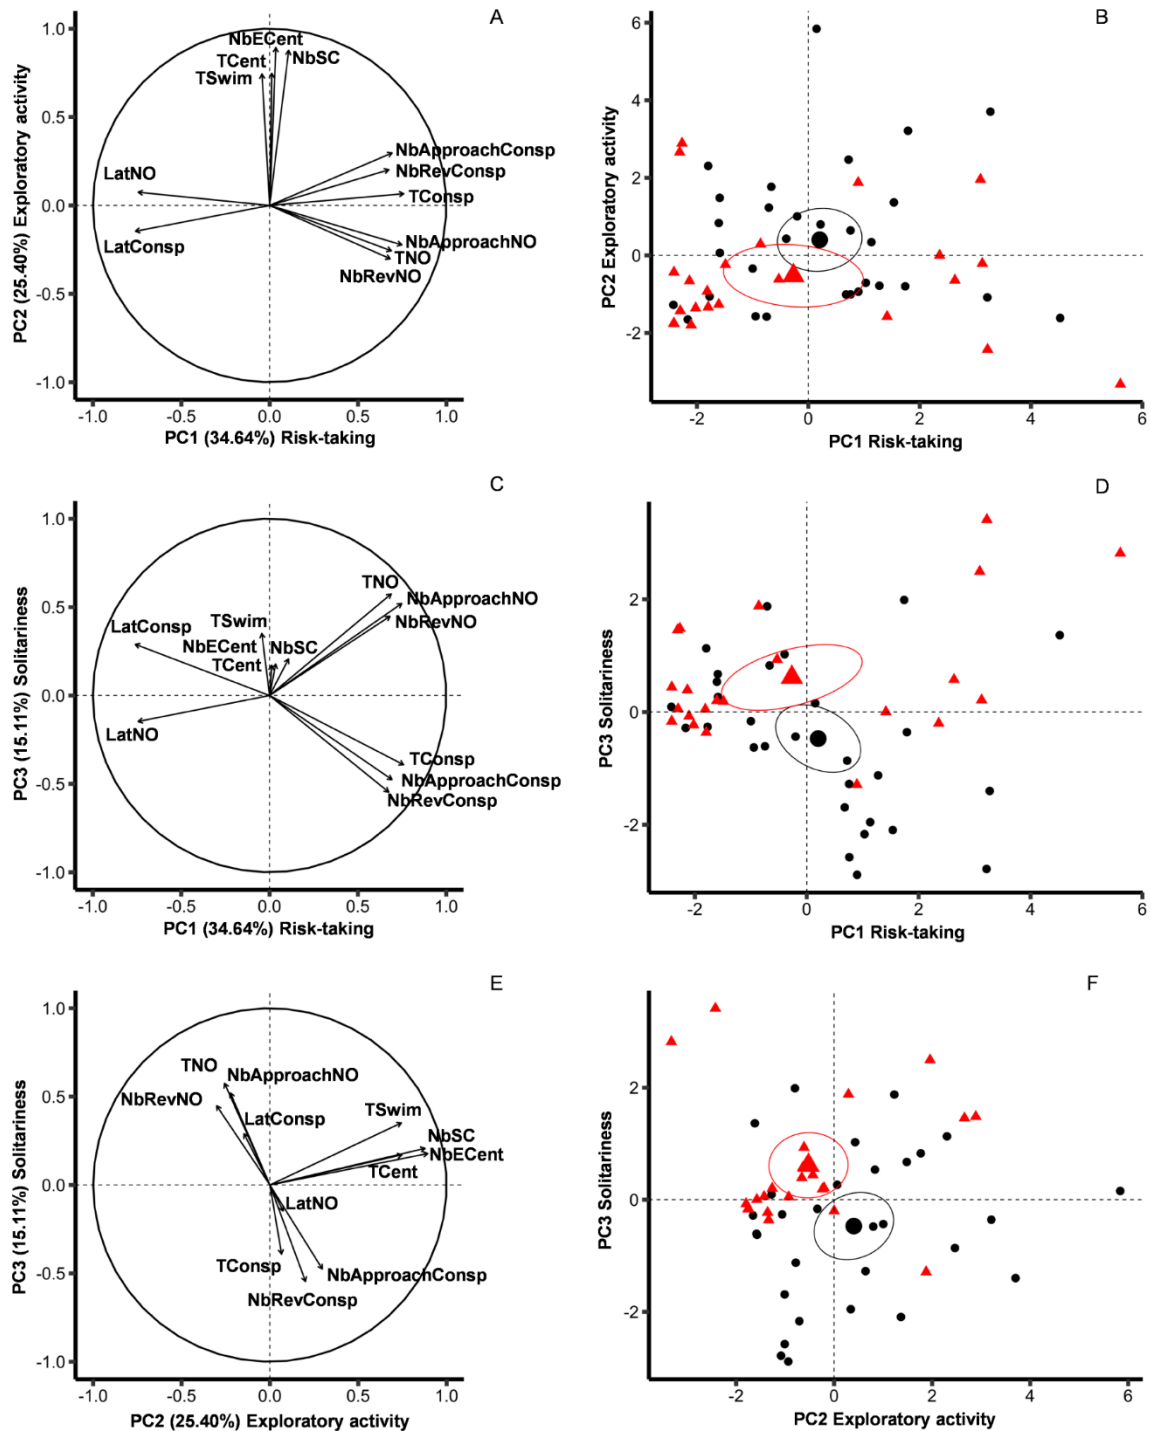 A
1.0
0.5
0.0
-0.5
-1.0
PC2 (25.40%) Exploratory activity
NbECent
TCent
NbSC
TSwim
NbApproachConsp
NbRevConsp
TConsp
LatNO
LatConsp
NbApproachNO
TNO
NbRevNO
-1.0 -0.5 0.0 0.5 1.0
PC1 (34.64%) Risk-taking
B
6
4
2
0
-2
PC2 Exploratory activity
-2 0 2 4 6
PC1 Risk-taking
C
1.0
0.5
0.0
-0.5
-1.0
PC3 (15.11%) Solitariness
TNO
NbApproachNO
NbRevNO
LatConsp
TSwim
NbECent
NbSC
TCent
LatNO
TConsp
NbApproachConsp
NbRevConsp
-1.0 -0.5 0.0 0.5 1.0
PC1 (34.64%) Risk-taking
D
2
0
-2
PC3 Solitariness
-2 0 2 4 6
PC1 Risk-taking
E
1.0
0.5
0.0
-0.5
-1.0
PC3 (15.11%) Solitariness
TNO
NbApproachNO
NbRevNO
LatConsp
TSwim
NbSC
NbECent
TCent
LatNO
TConsp
NbApproachConsp
NbRevConsp
-1.0 -0.5 0.0 0.5 1.0
PC2 (25.40%) Exploratory activity
F
2
0
-2
PC3 Solitariness
-2 0 2 4 6
PC2 Exploratory activity